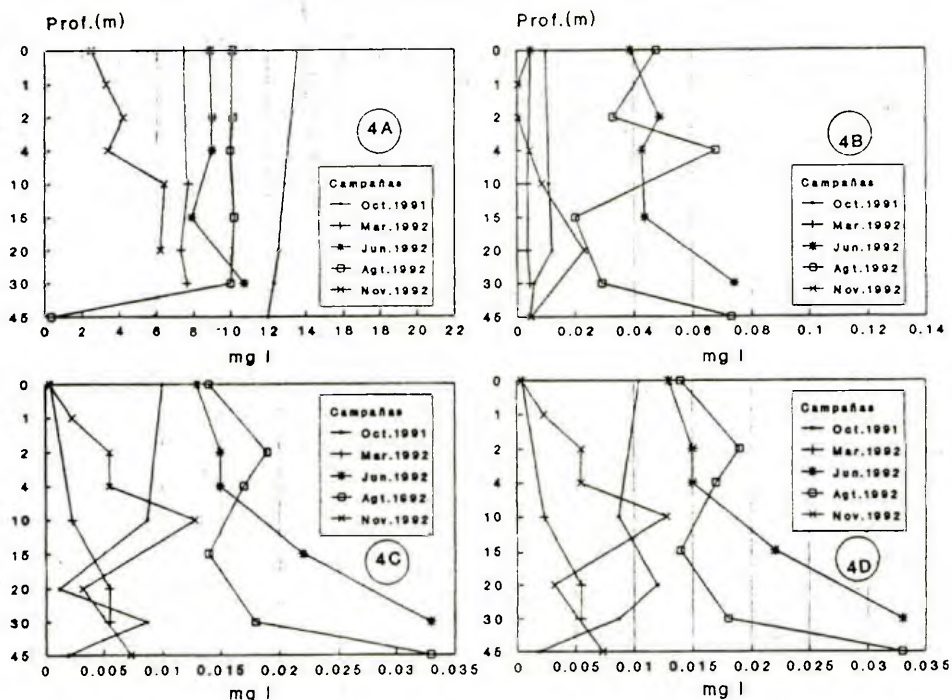 Prof.(m)
0
1
2
4
10
15
20
30
45
0 2 4 6 8 10 12 14 16 18 20 22
mg l
4A
Campañas
Oct.1991
Mar.1992
Jun.1992
Agt.1992
Nov.1992
Prof.(m)
0
1
2
4
10
15
20
30
45
0 0.02 0.04 0.06 0.08 0.1 0.12 0.14
mg l
4B
Campañas
Oct.1991
Mar.1992
Jun.1992
Agt.1992
Nov.1992
0
1
2
4
10
15
20
30
45
0 0.005 0.01 0.015 0.02 0.025 0.03 0.035
mg l
Campañas
Oct.1991
Mar.1992
Jun.1992
Agt.1992
Nov.1992
4C
0
1
2
4
10
15
20
30
45
0 0.005 0.01 0.015 0.02 0.025 0.03 0.035
mg l
Campañas
Oct.1991
Mar.1992
Jun.1992
Agt.1992
Nov.1992
4D